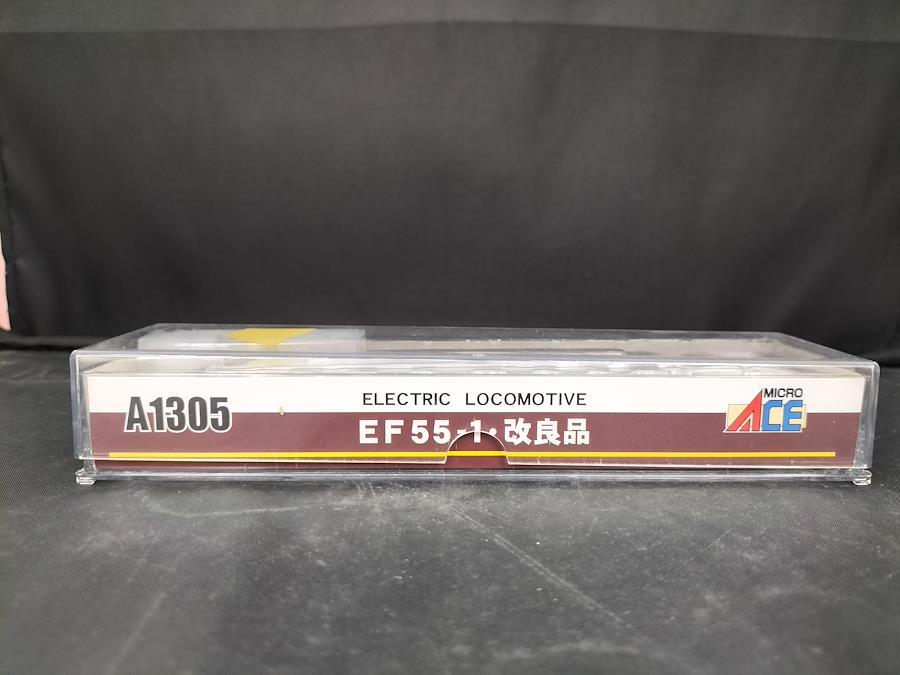 A1305
ELECTRIC LOCOMOTIVE
EF55-1・改良品
MICRO
ACE